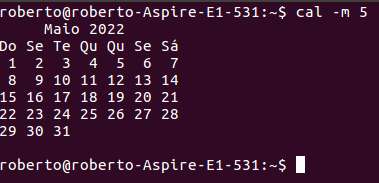 roberto@roberto-Aspire-E1-531:~$ cal -m 5
Maio 2022
Do Se Te Qu Qu Se Sá
1 2 3 4 5 6 7
8 9 10 11 12 13 14
15 16 17 18 19 20 21
22 23 24 25 26 27 28
29 30 31
roberto@roberto-Aspire-E1-531:~$